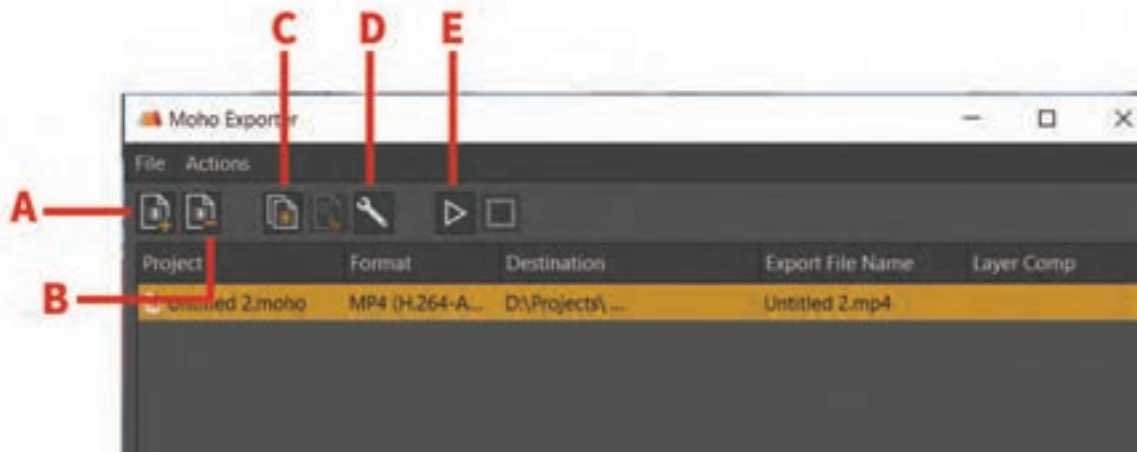 C D E
Moho Exporter
File Actions
A
Project Format Destination Export File Name Layer Comp
B
Untitled 2.moho MP4 (H.264-A... D:\Projects\ ... Untitled 2.mp4